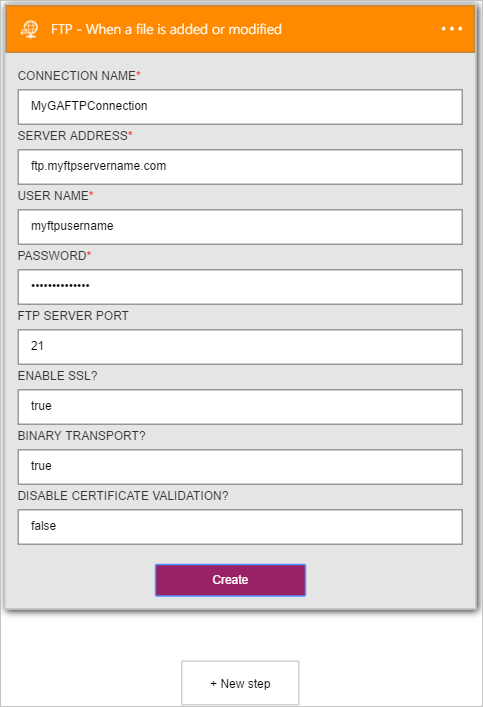 FTP - When a file is added or modified
CONNECTION NAME*
MyGAFTPConnection
SERVER ADDRESS*
ftp.myftpservername.com
USER NAME*
myftpusername
PASSWORD*
••••••••••••••
FTP SERVER PORT
21
ENABLE SSL?
true
BINARY TRANSPORT?
true
DISABLE CERTIFICATE VALIDATION?
false
Create
+ New step